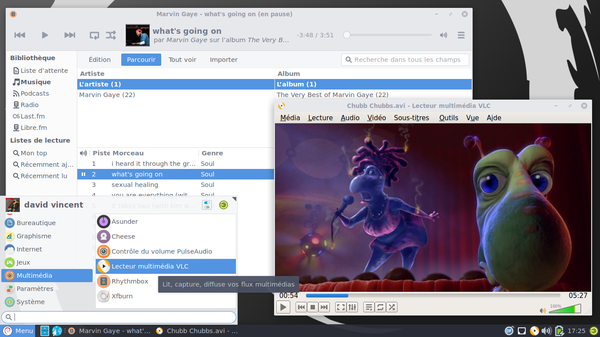 Marvin Gaye - what's going on (en pause)
what's going on
par Marvin Gaye sur l'album The Very B...
-3:48 / 3:51
Bibliothèque
Liste d'attente
Musique
Podcasts
Radio
Last.fm
Libre.fm
Listes de lecture
Mon top
Récemment aj...
Récemment lu
Édition Parcourir Tout voir Importer
Recherche dans tous les champs
Artiste Album
L'artiste (1) L'album (1)
Marvin Gaye (22) The Very Best of Marvin Gaye (22)
Piste Morceau Genre
1 i heard it through the gr... Soul
2 what's going on Soul
3 sexual healing Soul
4 you are everything (wit... Soul
Chubb Chubbs.avi - Lecteur multimédia VLC
Média Lecture Audio Vidéo Sous-titres Outils Vue Aide
00:54 05:27
100%
david vincent
Bureautique
Graphisme
Internet
Jeux
Multimédia
Paramètres
Système
Asunder
Cheese
Contrôle du volume PulseAudio
Lecteur multimédia VLC
Rhythmbox
Xfburn
Lit, capture, diffuse vos flux multimédias
Menu
Marvin Gaye - what'...
Chubb Chubbs.avi - ...
17:25